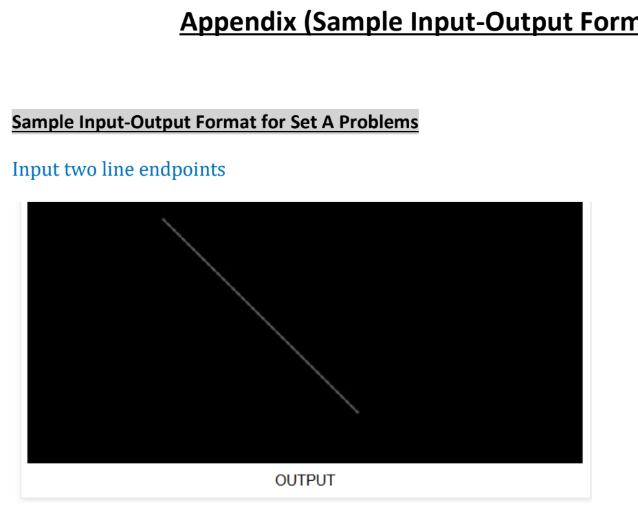 Appendix (Sample Input-Output Form
Sample Input-Output Format for Set A Problems
Input two line endpoints
OUTPUT